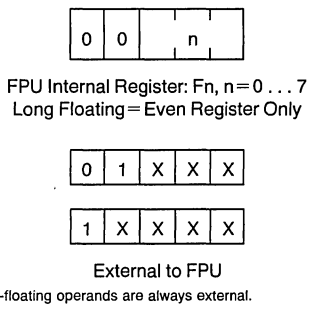 0 0 n
FPU Internal Register: Fn, n=0 . . . 7
Long Floating=Even Register Only
0 1 X X X
1 X X X X
External to FPU
-floating operands are always external.